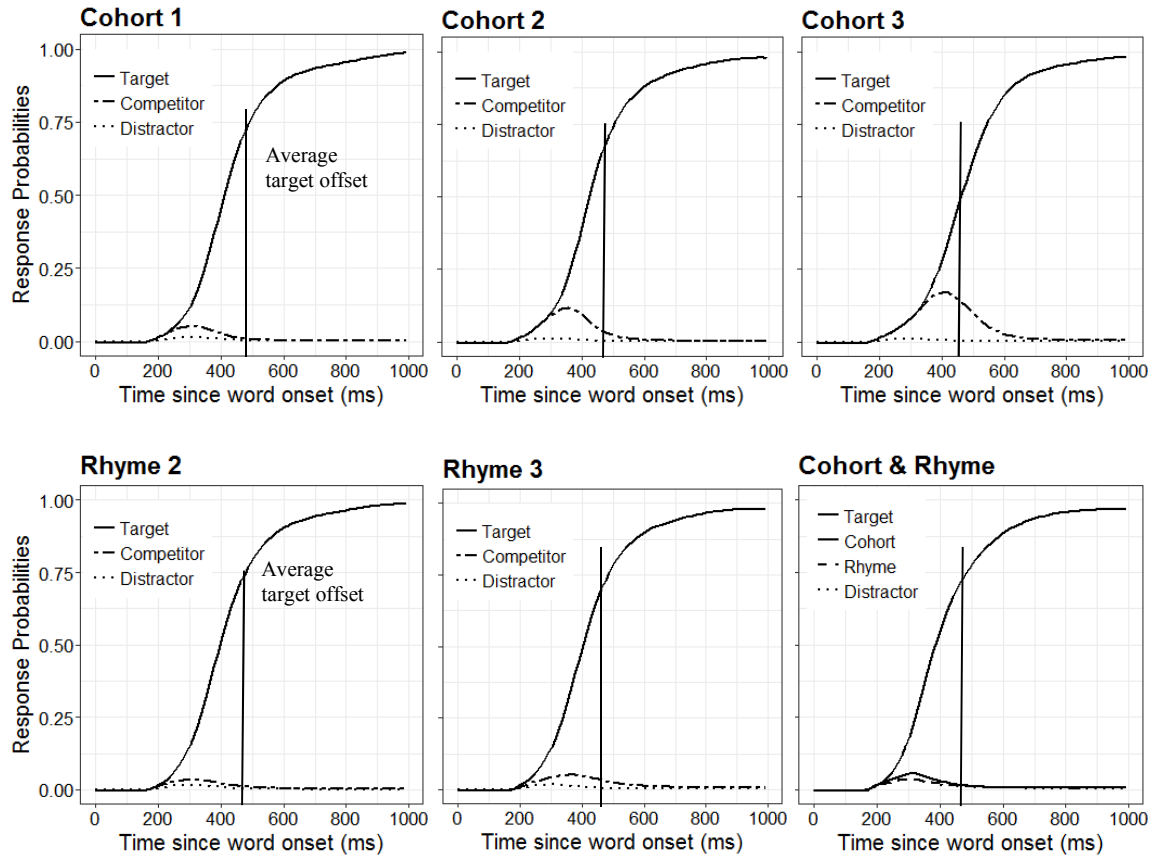 Cohort 1
Cohort 2
Cohort 3
Response Probabilities
1.00
0.75
0.50
0.25
0.00
Target
Competitor
Distractor
Average
target offset
Target
Competitor
Distractor
Target
Competitor
Distractor
0 200 400 600 800 1000
0 200 400 600 800 1000
0 200 400 600 800 1000
Time since word onset (ms)
Time since word onset (ms)
Time since word onset (ms)
Rhyme 2
Rhyme 3
Cohort & Rhyme
Response Probabilities
1.00
0.75
0.50
0.25
0.00
Target
Competitor
Distractor
Average
target offset
Target
Competitor
Distractor
Target
Cohort
Rhyme
Distractor
0 200 400 600 800 1000
0 200 400 600 800 1000
0 200 400 600 800 1000
Time since word onset (ms)
Time since word onset (ms)
Time since word onset (ms)